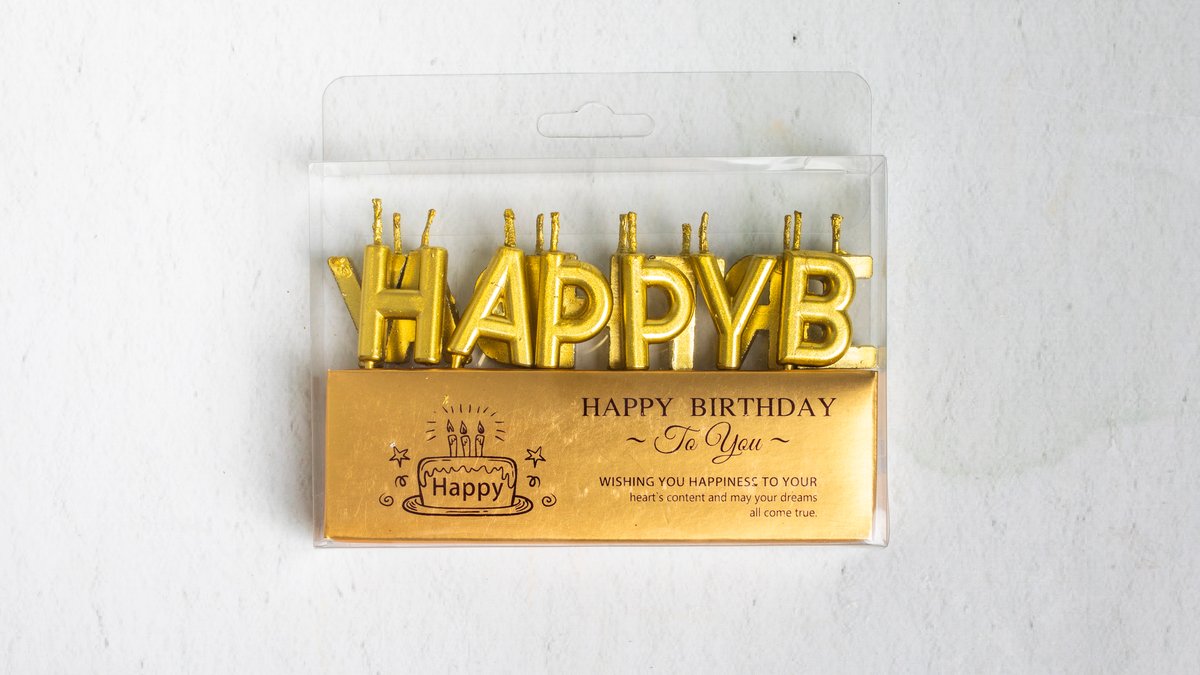 HAPPYB
HAPPY BIRTHDAY
~ To You ~
Happy
WISHING YOU HAPPINESS TO YOUR
heart's content and may your dreams
all come true.